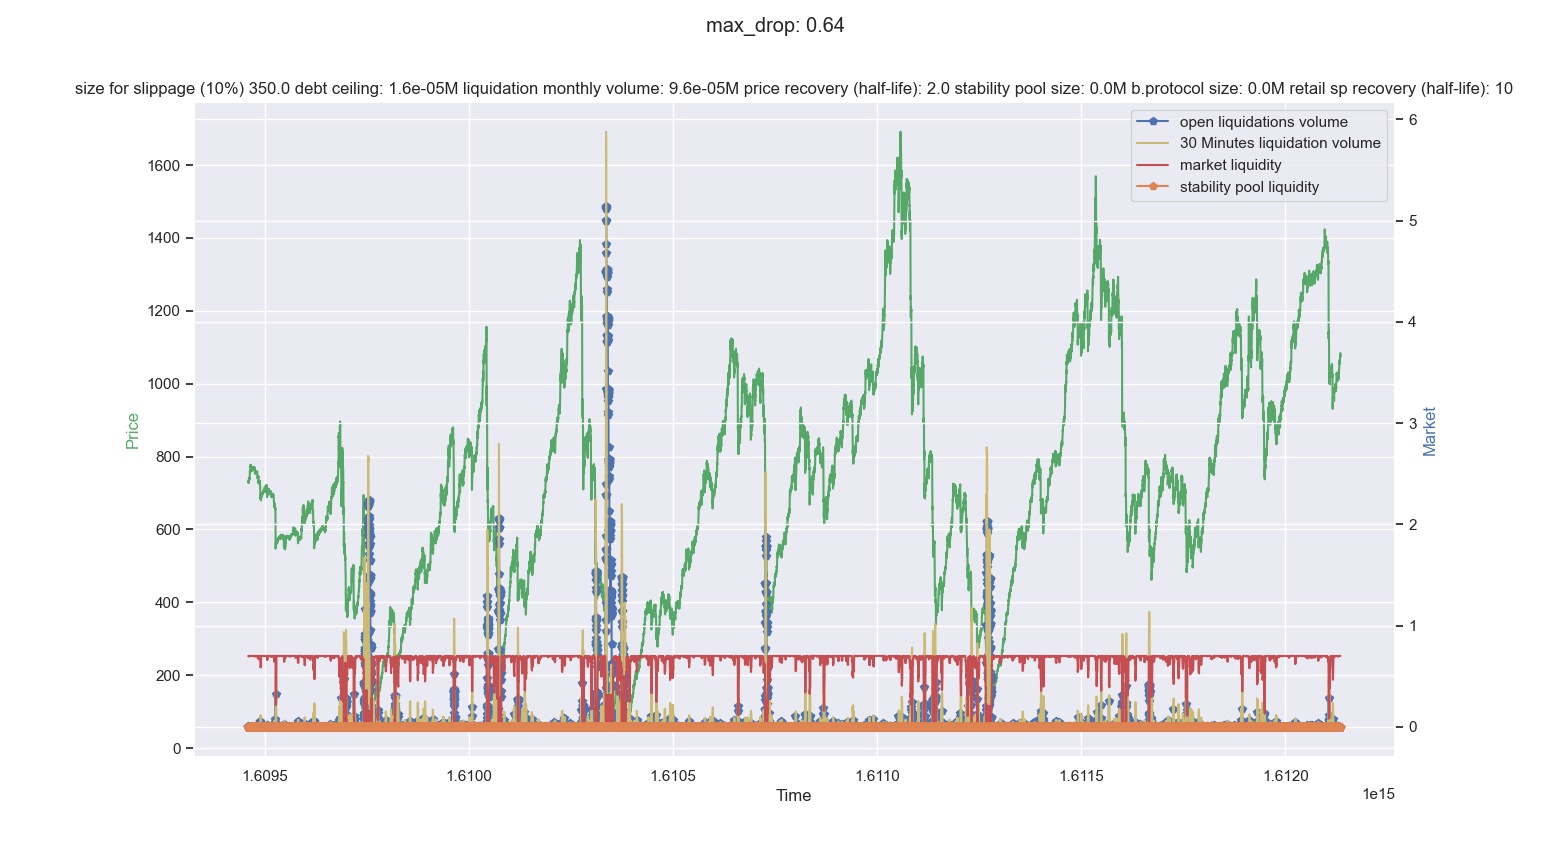 max_drop: 0.64
size for slippage (10%) 350.0 debt ceiling: 1.6e-05M liquidation monthly volume: 9.6e-05M price recovery (half-life): 2.0 stability pool size: 0.0M b.protocol size: 0.0M retail sp recovery (half-life): 10
open liquidations volume
30 Minutes liquidation volume
market liquidity
stability pool liquidity
1600
1400
1200
1000
800
600
400
200
0
Price
6
5
4
3
2
1
0
Market
1.6095 1.6100 1.6105 1.6110 1.6115 1.6120
Time
1e15